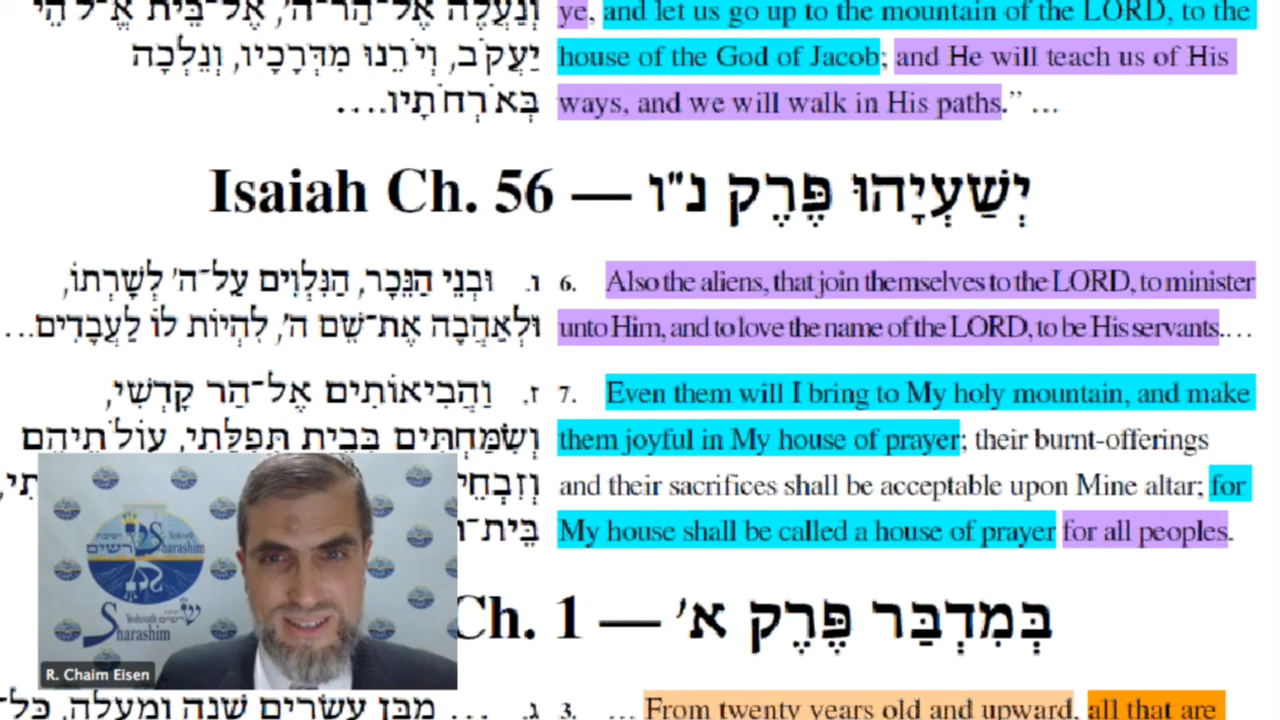 וְנַעֲלֶה אֶל־הַר־ה', אֶל־בֵּית אֱ־לֹהֵי
יַעֲקֹב, וְיֹרֵנוּ מִדְּרָכָיו, וְנֵלְכָה
בְּאֹרְחֹתָיו....
ye, and let us go up to the mountain of the LORD, to the
house of the God of Jacob; and He will teach us of His
ways, and we will walk in His paths.” …
Isaiah Ch. 56 — יְשַׁעְיָהוּ פֶּרֶק נ"ו
ו. וּבְנֵי הַנֵּכָר, הַנִּלְוִים עַל־ה' לְשָׁרְתוֹ,
וּלְאַהֲבָה אֶת־שֵׁם ה', לִהְיוֹת לוֹ לַעֲבָדִים...
6. Also the aliens, that join themselves to the LORD, to minister
unto Him, and to love the name of the LORD, to be His servants.…
ז. וַהֲבִיאוֹתִים אֶל־הַר קָדְשִׁי,
וְשִׂמַּחְתִּים בְּבֵית תְּפִלָּתִי, עוֹלֹתֵיהֶם
7. Even them will I bring to My holy mountain, and make
them joyful in My house of prayer; their burnt-offerings
and their sacrifices shall be acceptable upon Mine altar; for
My house shall be called a house of prayer for all peoples.
Ch. 1 — בְּמִדְבַּר פֶּרֶק א'
ג. ... מִבֶּן עֶשְׂרִים שָׁנָה וָמַעְלָה, כָּל־
3. … From twenty years old and upward, all that are
ישיבת שרשים
Yeshivath Sharashim
Yeshivath
Sharashim
R. Chaim Eisen